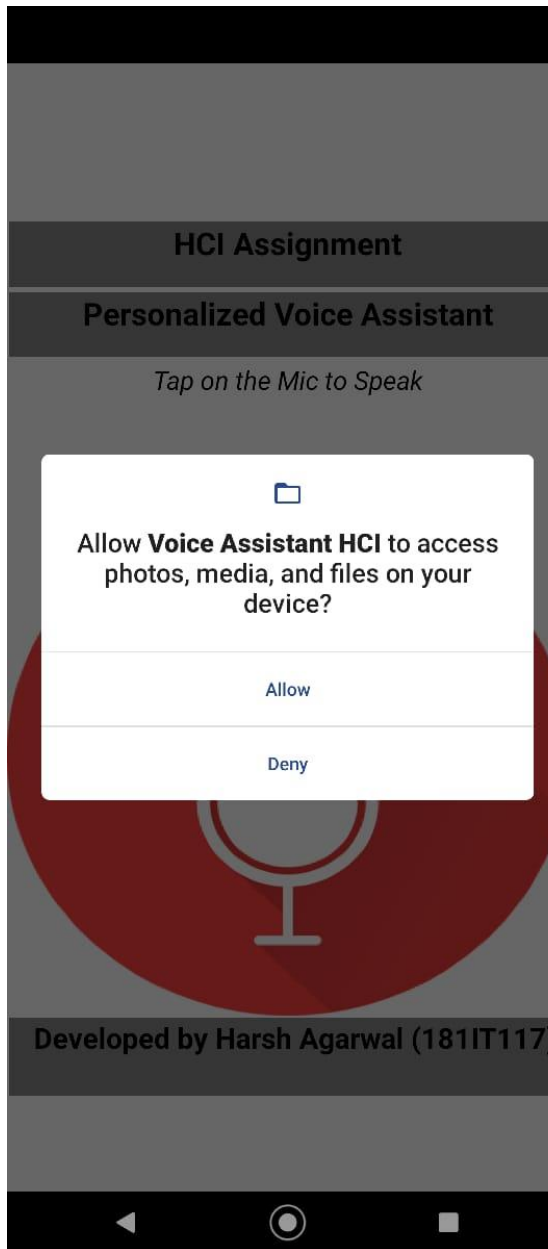 HCI Assignment
Personalized Voice Assistant
Tap on the Mic to Speak
Allow Voice Assistant HCI to access
photos, media, and files on your
device?
Allow
Deny
Developed by Harsh Agarwal (181IT117)